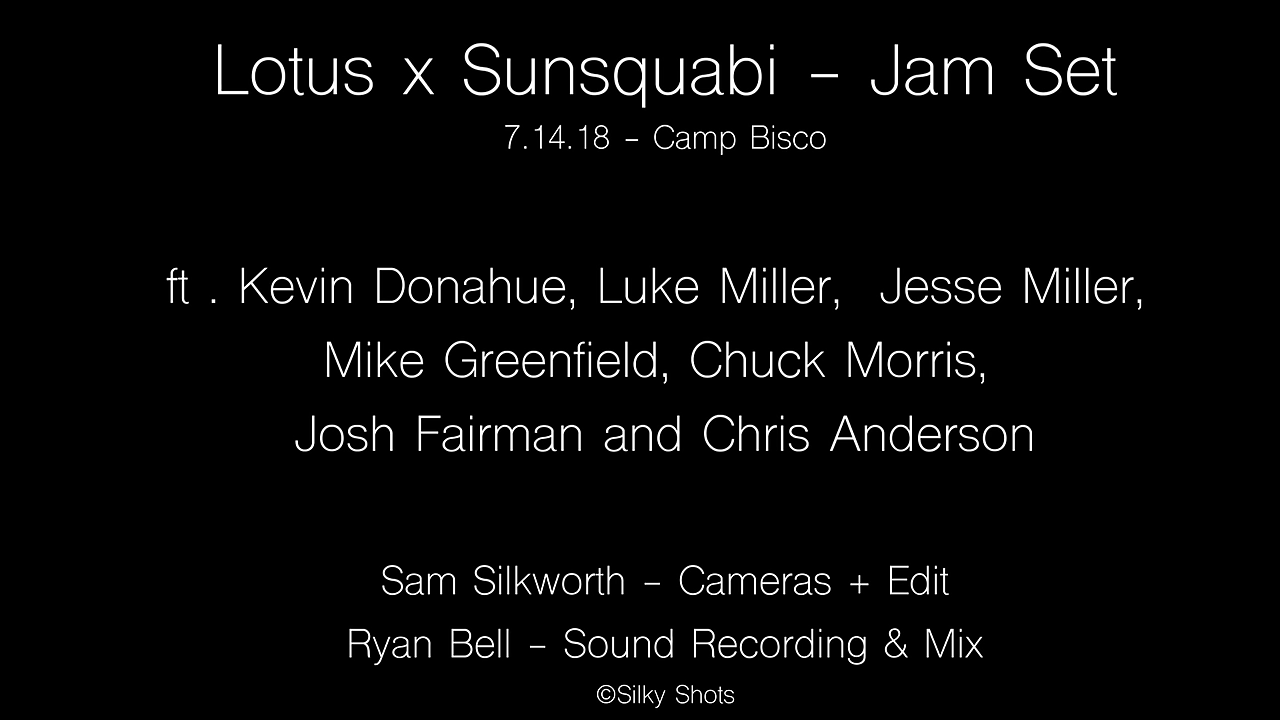 Lotus x Sunsquabi - Jam Set
7.14.18 - Camp Bisco
ft . Kevin Donahue, Luke Miller,  Jesse Miller,
Mike Greenfield, Chuck Morris,
Josh Fairman and Chris Anderson
Sam Silkworth - Cameras + Edit
Ryan Bell - Sound Recording & Mix
©Silky Shots